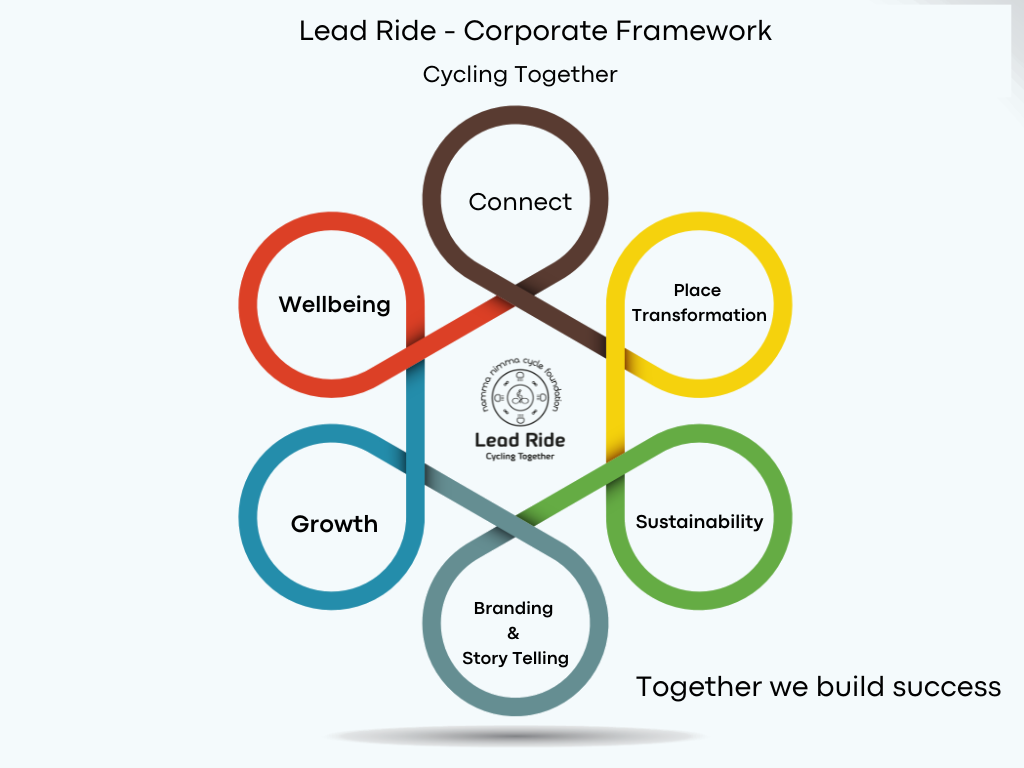 Lead Ride - Corporate Framework
Cycling Together
Connect
Wellbeing
Place
Transformation
namma nimma cycle foundation
Lead Ride
Cycling Together
Growth
Sustainability
Branding
&
Story Telling
Together we build success